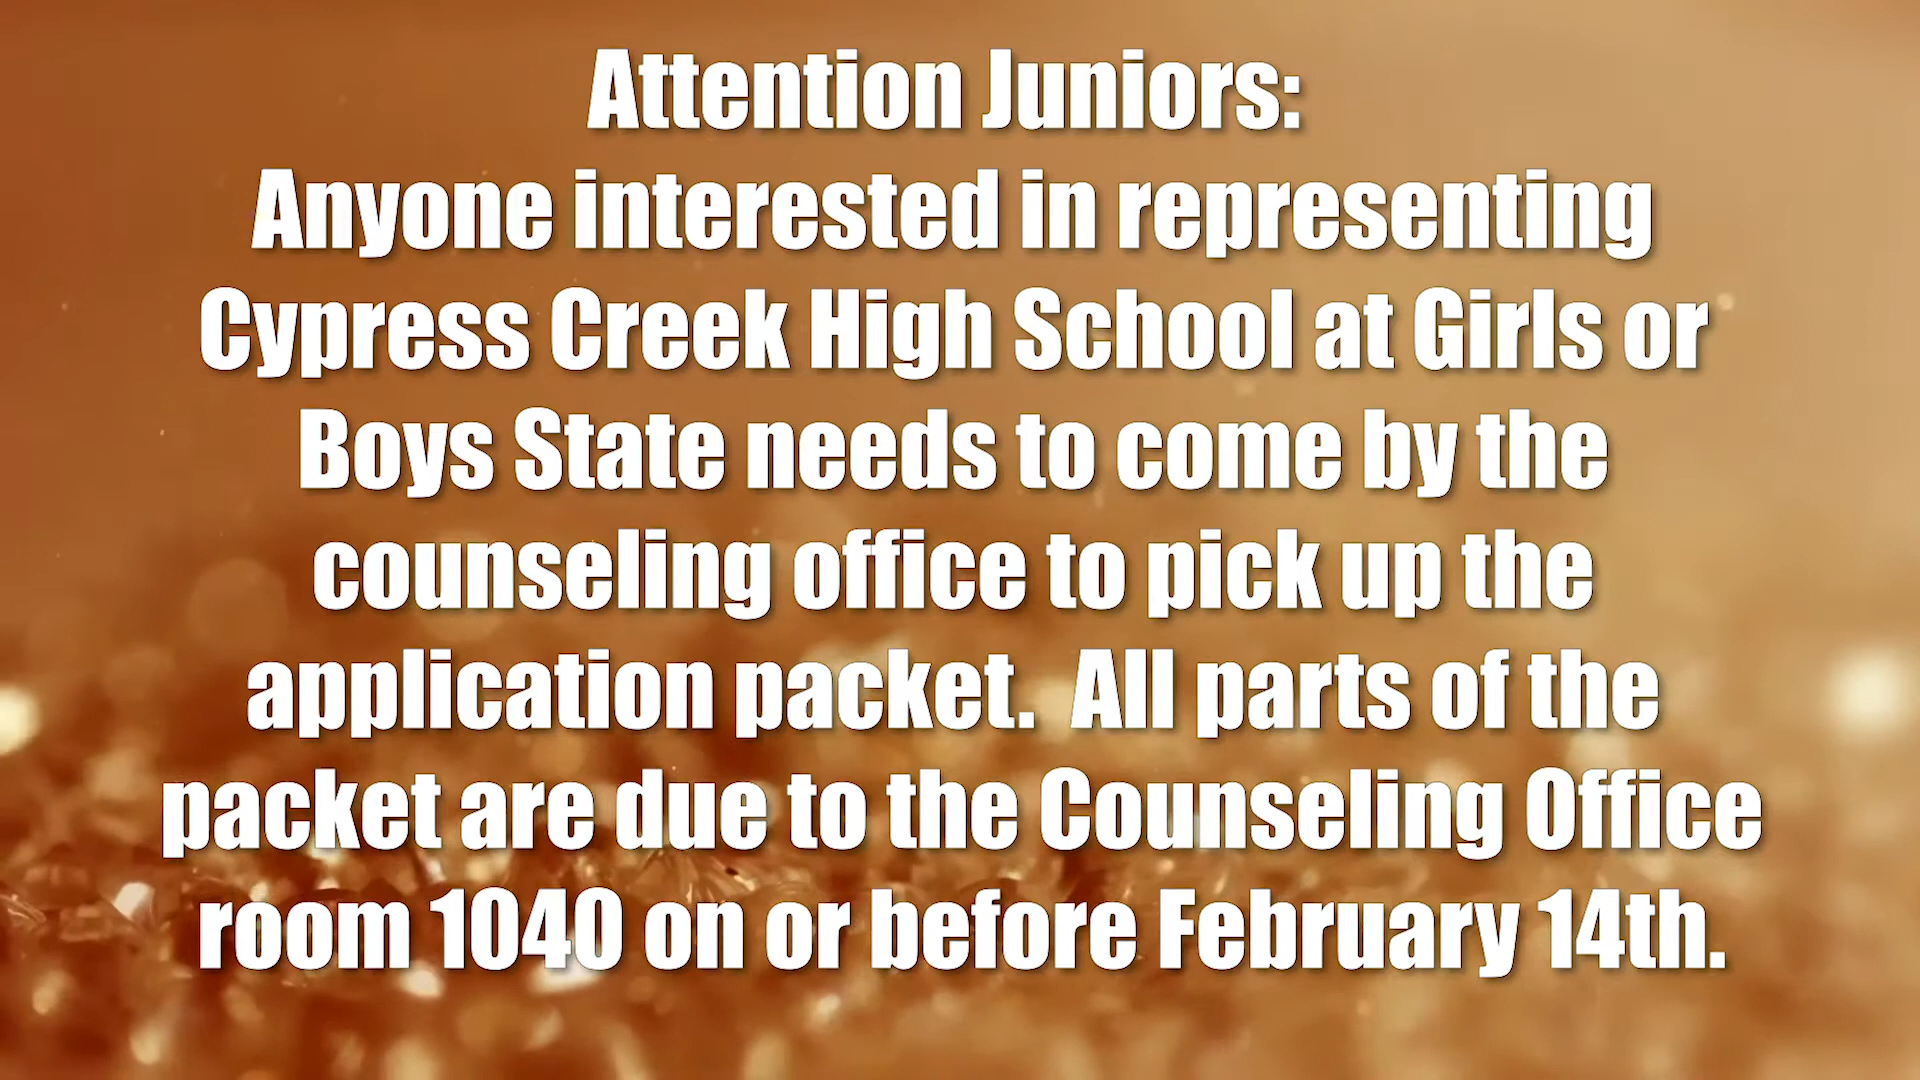 Attention Juniors:
Anyone interested in representing
Cypress Creek High School at Girls or
Boys State needs to come by the
counseling office to pick up the
application packet.  All parts of the
packet are due to the Counseling Office
room 1040 on or before February 14th.